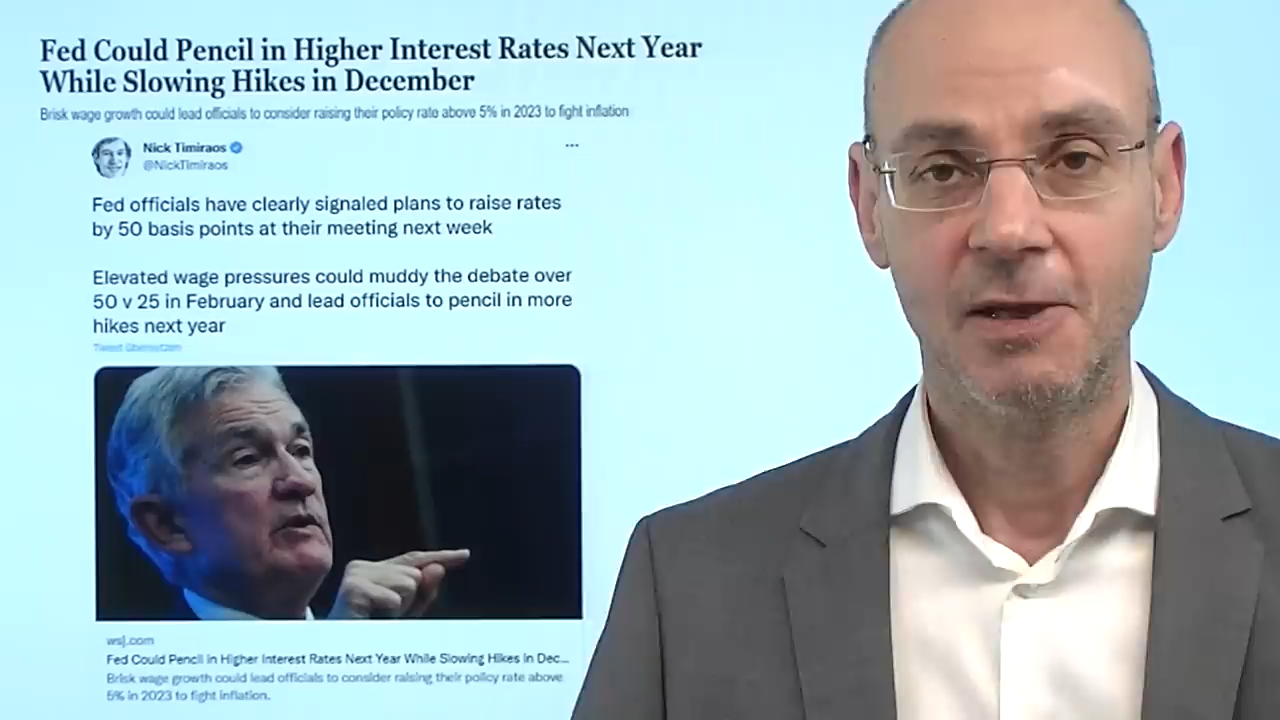 Fed Could Pencil in Higher Interest Rates Next Year
While Slowing Hikes in December
Brisk wage growth could lead officials to consider raising their policy rate above 5% in 2023 to fight inflation
Nick Timiraos
@NickTimiraos
Fed officials have clearly signaled plans to raise rates
by 50 basis points at their meeting next week
Elevated wage pressures could muddy the debate over
50 v 25 in February and lead officials to pencil in more
hikes next year
Tweet übersetzen
wsj.com
Fed Could Pencil in Higher Interest Rates Next Year While Slowing Hikes in Dec...
Brisk wage growth could lead officials to consider raising their policy rate above
5% in 2023 to fight inflation.